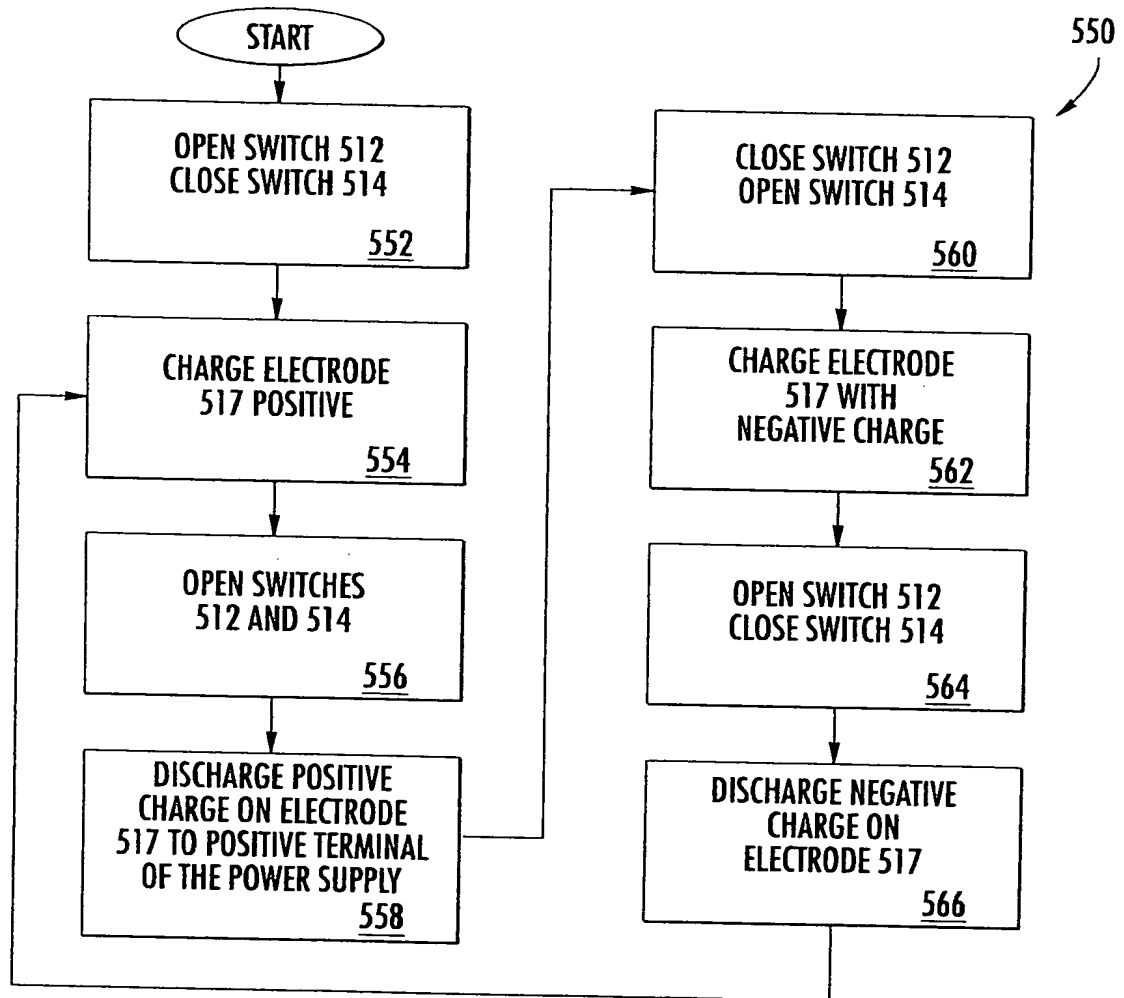 START
550
OPEN SWITCH 512
CLOSE SWITCH 514
552
CHARGE ELECTRODE
517 POSITIVE
554
OPEN SWITCHES
512 AND 514
556
DISCHARGE POSITIVE
CHARGE ON ELECTRODE
517 TO POSITIVE TERMINAL
OF THE POWER SUPPLY
558
CLOSE SWITCH 512
OPEN SWITCH 514
560
CHARGE ELECTRODE
517 WITH
NEGATIVE CHARGE
562
OPEN SWITCH 512
CLOSE SWITCH 514
564
DISCHARGE NEGATIVE
CHARGE ON
ELECTRODE 517
566